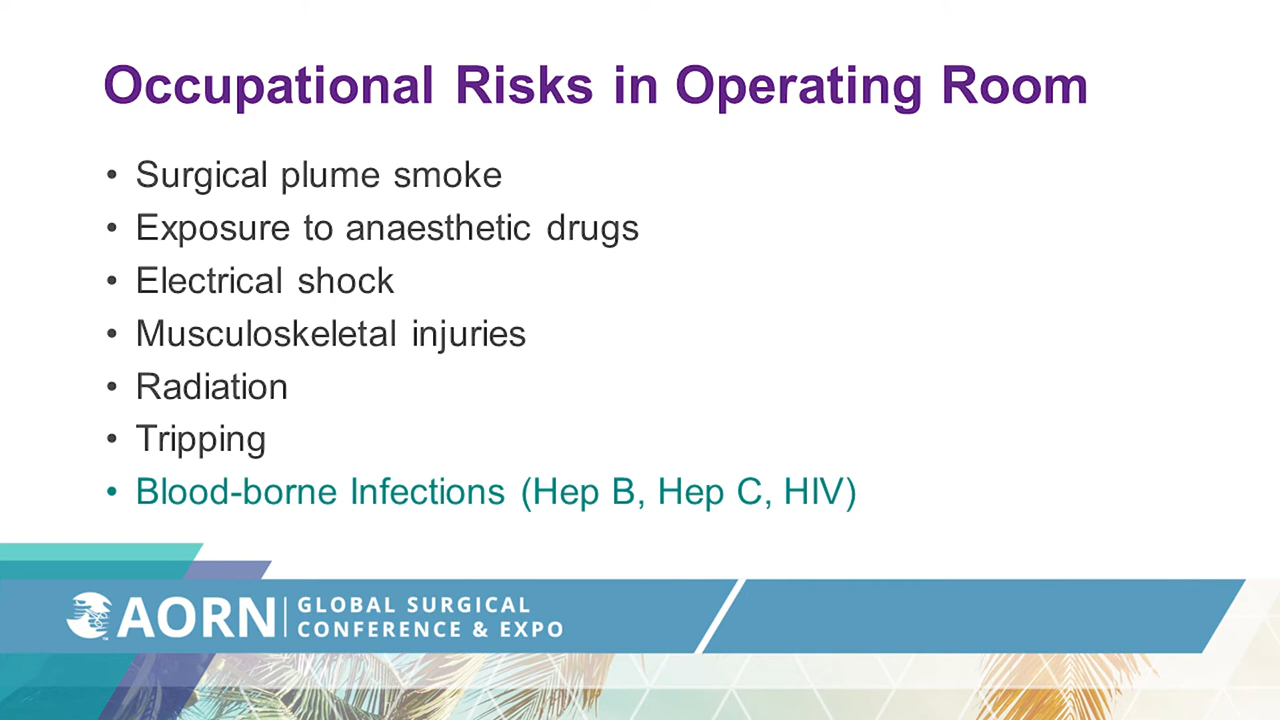 Occupational Risks in Operating Room
• Surgical plume smoke
• Exposure to anaesthetic drugs
• Electrical shock
• Musculoskeletal injuries
• Radiation
• Tripping
• Blood-borne Infections (Hep B, Hep C, HIV)
AORN
GLOBAL SURGICAL
CONFERENCE & EXPO